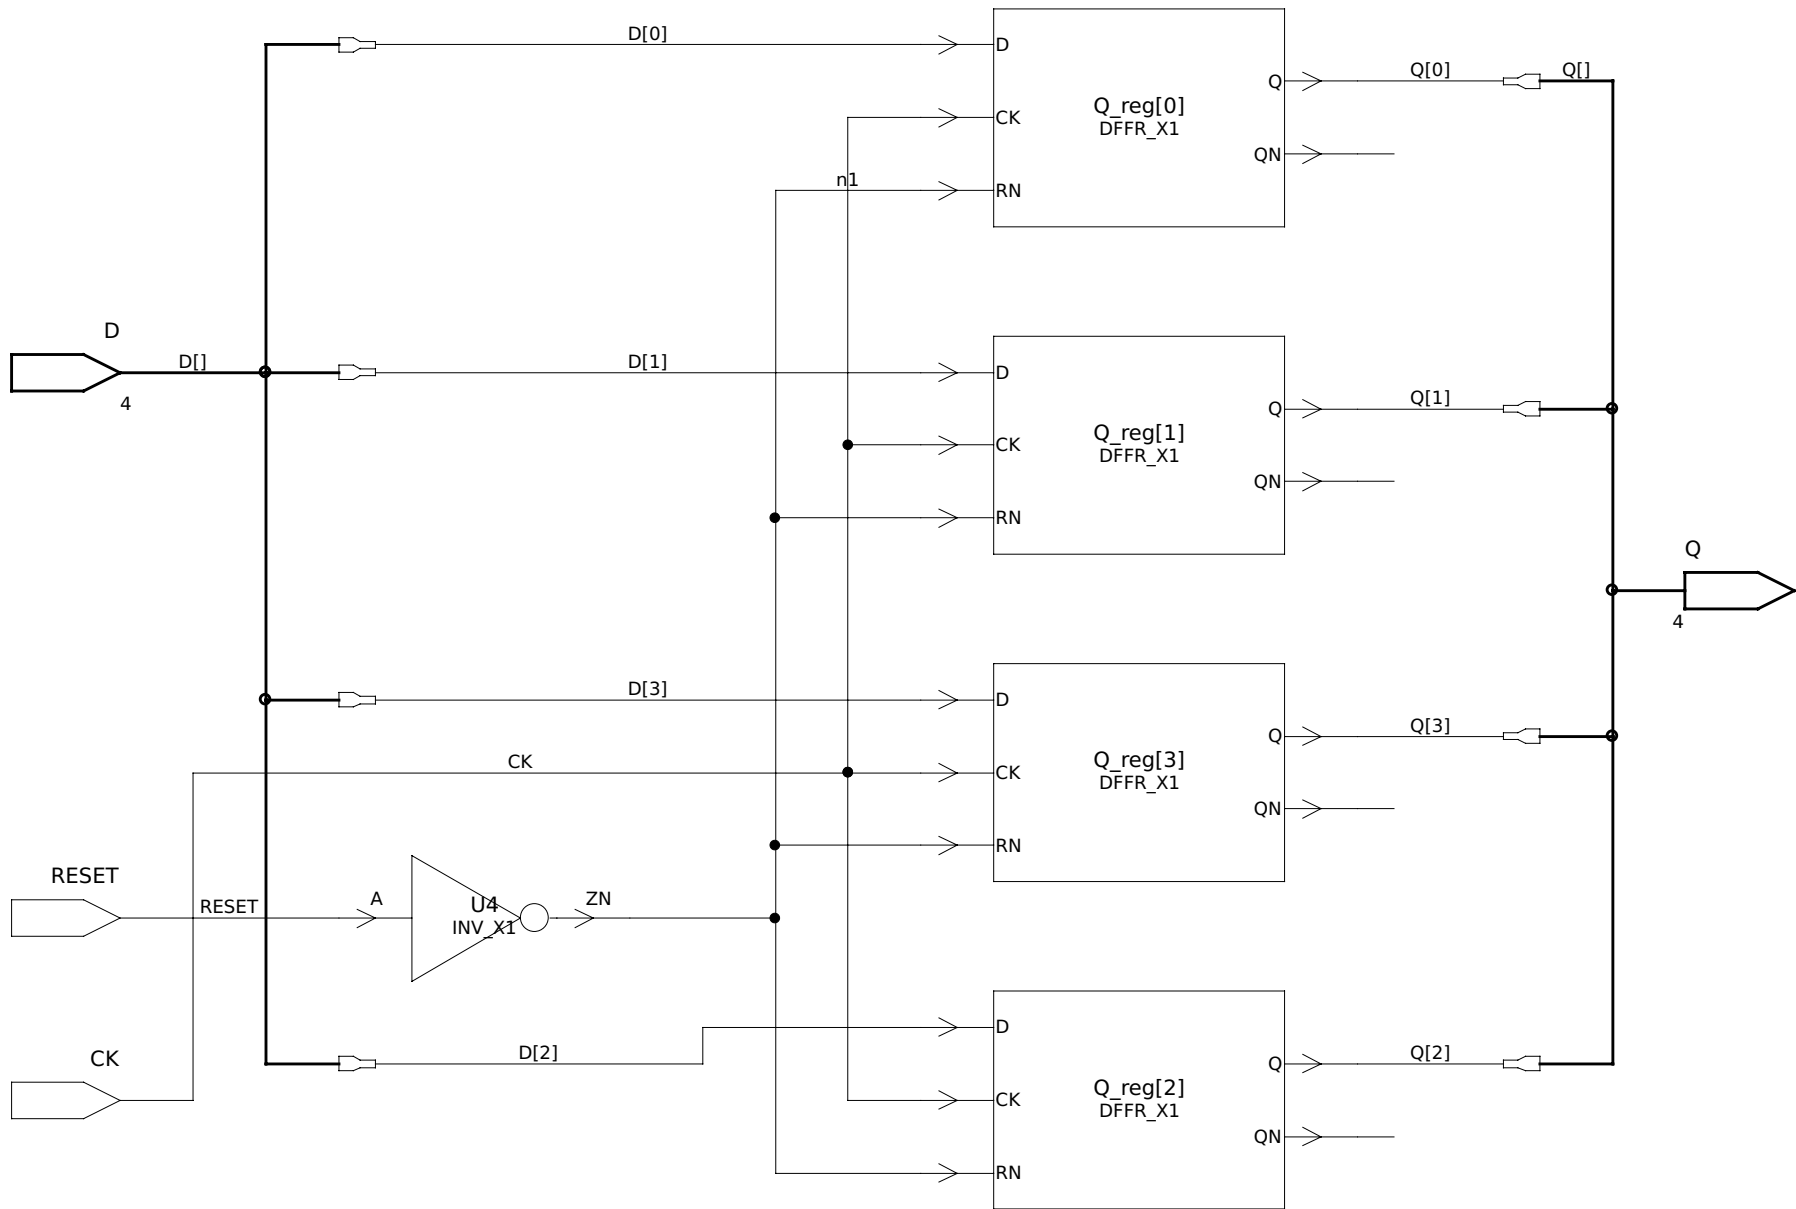 D[0]
D
Q
Q[0]
Q[]
Q_reg[0]
DFFR_X1
CK
QN
n1
RN
D
D[]
4
D[1]
D
Q
Q[1]
Q_reg[1]
DFFR_X1
CK
QN
RN
Q
4
D[3]
D
Q
Q[3]
CK
Q_reg[3]
DFFR_X1
CK
QN
RN
RESET
RESET
A
U4
INV_X1
ZN
CK
D[2]
D
Q
Q[2]
Q_reg[2]
DFFR_X1
CK
QN
RN